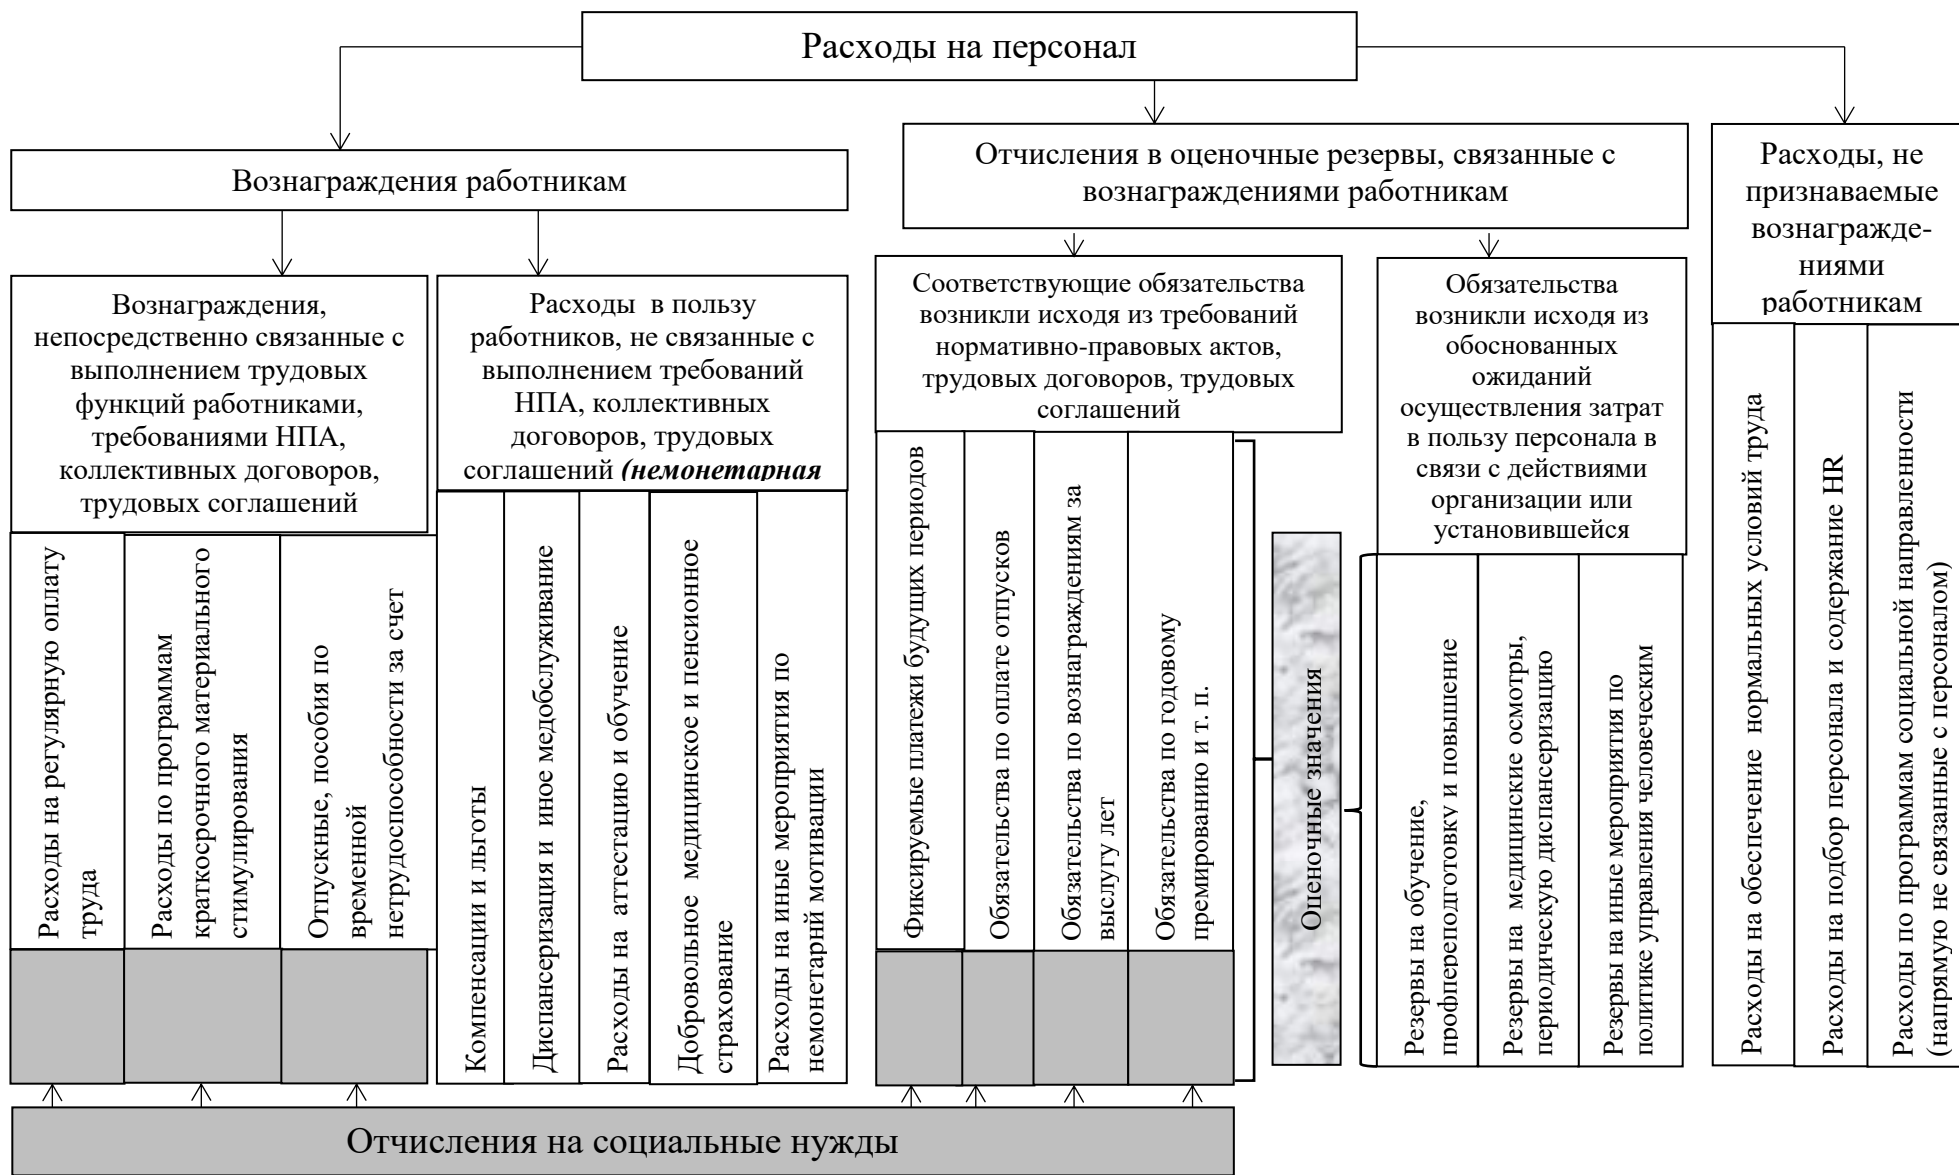 Расходы на персонал
Вознаграждения работникам
Отчисления в оценочные резервы, связанные с
вознаграждениями работникам
Расходы, не
признаваемые
вознагражде-
ниями
работникам
Вознаграждения,
непосредственно связанные с
выполнением трудовых
функций работниками,
требованиями НПА,
коллективных договоров,
трудовых соглашений
Расходы в пользу
работников, не связанные с
выполнением требований
НПА, коллективных
договоров, трудовых
соглашений (немонетарная
Соответствующие обязательства
возникли исходя из требований
нормативно-правовых актов,
трудовых договоров, трудовых
соглашений
Обязательства
возникли исходя из
обоснованных
ожиданий
осуществления затрат
в пользу персонала в
связи с действиями
организации или
установившейся
Расходы на регулярную оплату
труда
Расходы по программам
краткосрочного материального
стимулирования
Отпускные, пособия по
временной
нетрудоспособности за счет
Компенсации и льготы
Диспансеризация и иное медобслуживание
Расходы на аттестацию и обучение
Добровольное медицинское и пенсионное
страхование
Расходы на иные мероприятия по
немонетарнй мотивации
Фиксируемые платежи будущих периодов
Обязательства по оплате отпусков
Обязательства по вознаграждениям за
выслугу лет
Обязательства по годовому
премированию и т. п.
Оценочные значения
Резервы на обучение,
профпереподготовку и повышение
Резервы на медицинские осмотры,
периодическую диспансеризацию
Резервы на иные мероприятия по
политике управления человеческим
Расходы на обеспечение нормальных условий труда
Расходы на подбор персонала и содержание HR
Расходы по программам социальной направленности
(напрямую не связанные с персоналом)
Отчисления на социальные нужды